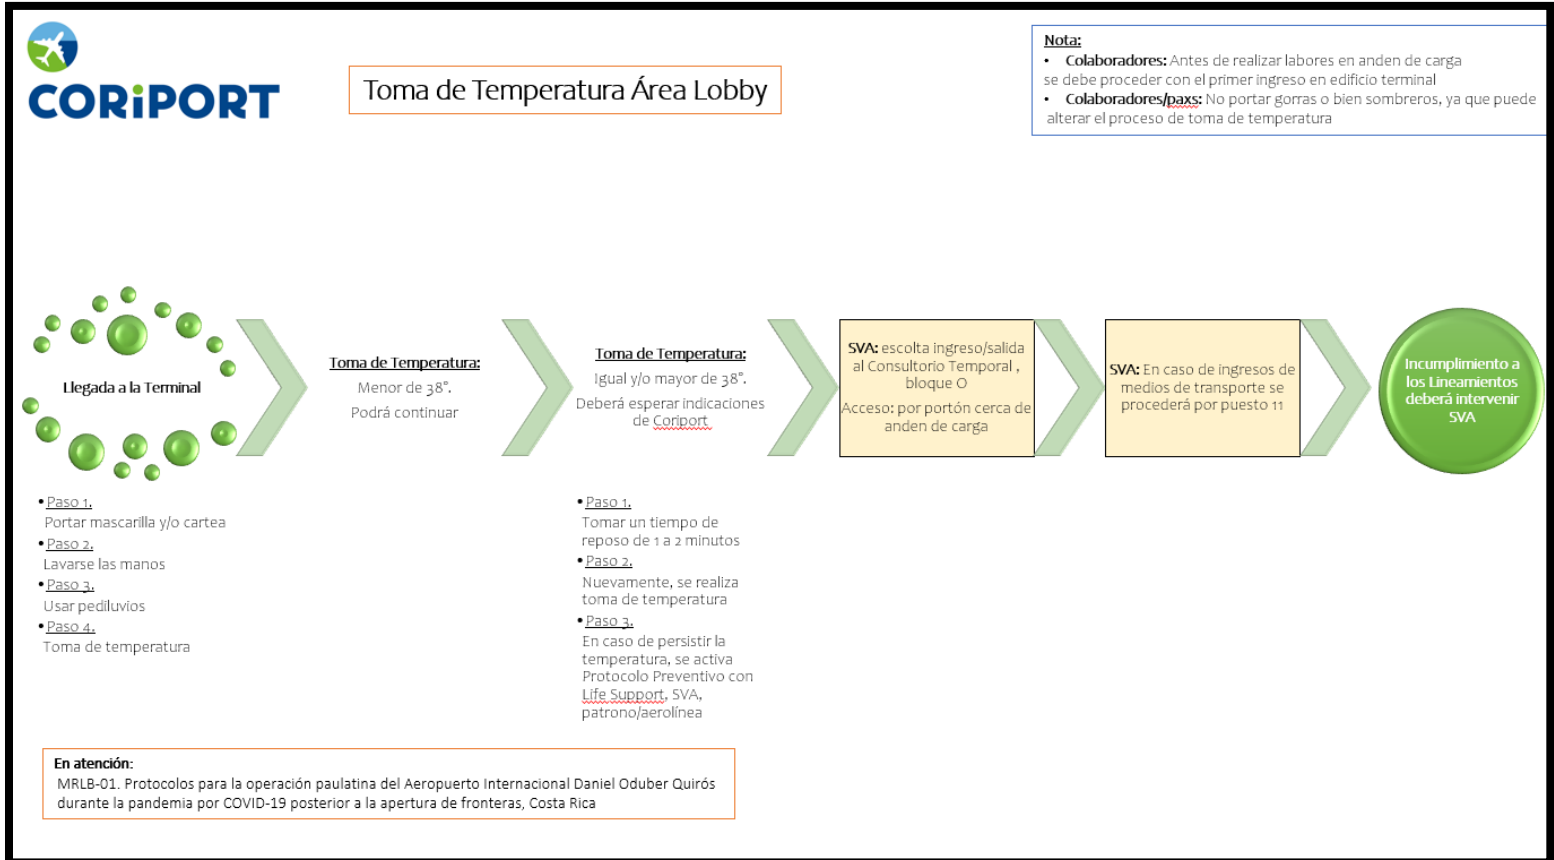 CORiPORT
Toma de Temperatura Área Lobby
Nota:
• Colaboradores: Antes de realizar labores en anden de carga
se debe proceder con el primer ingreso en edificio terminal
• Colaboradores/paxs: No portar gorras o bien sombreros, ya que puede
alterar el proceso de toma de temperatura
Llegada a la Terminal
Toma de Temperatura:
Menor de 38°.
Podrá continuar
Toma de Temperatura:
Igual y/o mayor de 38°.
Deberá esperar indicaciones
de Coriport
SVA: escolta ingreso/salida
al Consultorio Temporal ,
bloque O
Acceso: por portón cerca de
anden de carga
SVA: En caso de ingresos de
medios de transporte se
procederá por puesto 11
Incumplimiento a
los Lineamientos
deberá intervenir
SVA
• Paso 1.
Portar mascarilla y/o cartea
• Paso 2.
Lavarse las manos
• Paso 3.
Usar pediluvios
• Paso 4.
Toma de temperatura
• Paso 1.
Tomar un tiempo de
reposo de 1 a 2 minutos
• Paso 2.
Nuevamente, se realiza
toma de temperatura
• Paso 3.
En caso de persistir la
temperatura, se activa
Protocolo Preventivo con
Life Support, SVA,
patrono/aerolínea
En atención:
MRLB-01. Protocolos para la operación paulatina del Aeropuerto Internacional Daniel Oduber Quirós
durante la pandemia por COVID-19 posterior a la apertura de fronteras, Costa Rica